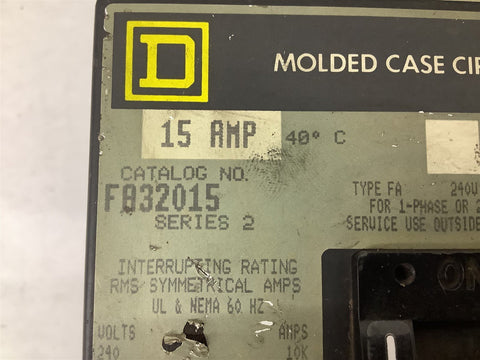 D
MOLDED CASE CIR
15 AMP 40° C
CATALOG NO.
FA32015
SERIES 2
TYPE FA 240V
FOR 1-PHASE OR 2
SERVICE USE OUTSIDE
INTERRUPTING RATING
RMS SYMMETRICAL AMPS
UL & NEMA 60 HZ
VOLTS AMPS
240 10K
ON